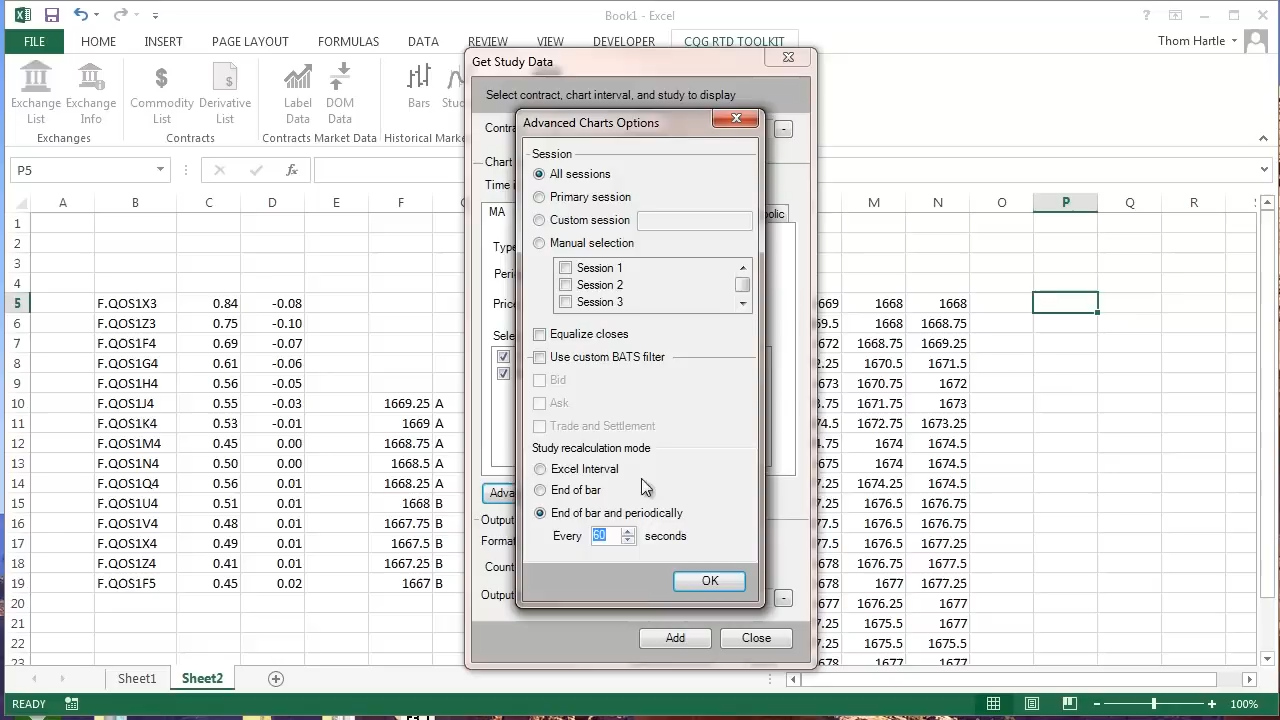 Book1 - Excel
FILE HOME INSERT PAGE LAYOUT FORMULAS DATA REVIEW VIEW DEVELOPER CQG RTD TOOLKIT Thom Hartle
Exchange List
Exchange Info
Commodity List
Derivative List
Label Data
DOM Data
Bars
Exchanges Contracts Contracts Market Data Historical
P5
fx
A B C D E F M N O P Q R
1
2
3
4
5 F.QOS1X3 0.84 -0.08 1668 1668
6 F.QOS1Z3 0.75 -0.10 1668 1668.75
7 F.QOS1F4 0.69 -0.07 1668.75 1669.25
8 F.QOS1G4 0.61 -0.06 1670.5 1671.5
9 F.QOS1H4 0.56 -0.05 1670.75 1672
10 F.QOS1J4 0.55 -0.03 1669.25 A 1671.75 1673
11 F.QOS1K4 0.53 -0.01 1669 A 1672.75 1673.25
12 F.QOS1M4 0.45 0.00 1668.75 A 1674 1674.5
13 F.QOS1N4 0.50 0.00 1668.5 A 1674 1675
14 F.QOS1Q4 0.56 0.01 1668.25 A 1674.25 1675.25
15 F.QOS1U4 0.51 0.01 1668 B 1676.5 1677.5
16 F.QOS1V4 0.48 0.01 1667.75 B 1676.75 1676.75
17 F.QOS1X4 0.49 0.01 1667.5 B 1676.25 1677.25
18 F.QOS1Z4 0.41 0.01 1667.25 B 1676.75 1678
19 F.QOS1F5 0.45 0.02 1667 B 1677 1677.25
20 1676.25 1677
21 1675.5 1677
22 1675.5 1675.5
23 1677 1677
Get Study Data
Select contract, chart interval, and study to display
Chart
MA
Advanced Charts Options
Session
All sessions
Primary session
Custom session
Manual selection
Session 1
Session 2
Session 3
Equalize closes
Use custom BATS filter
Bid
Ask
Trade and Settlement
Study recalculation mode
Excel Interval
End of bar
End of bar and periodically
Every 60 seconds
OK
Output
Count
Output
Add Close
Sheet1 Sheet2
READY 100%